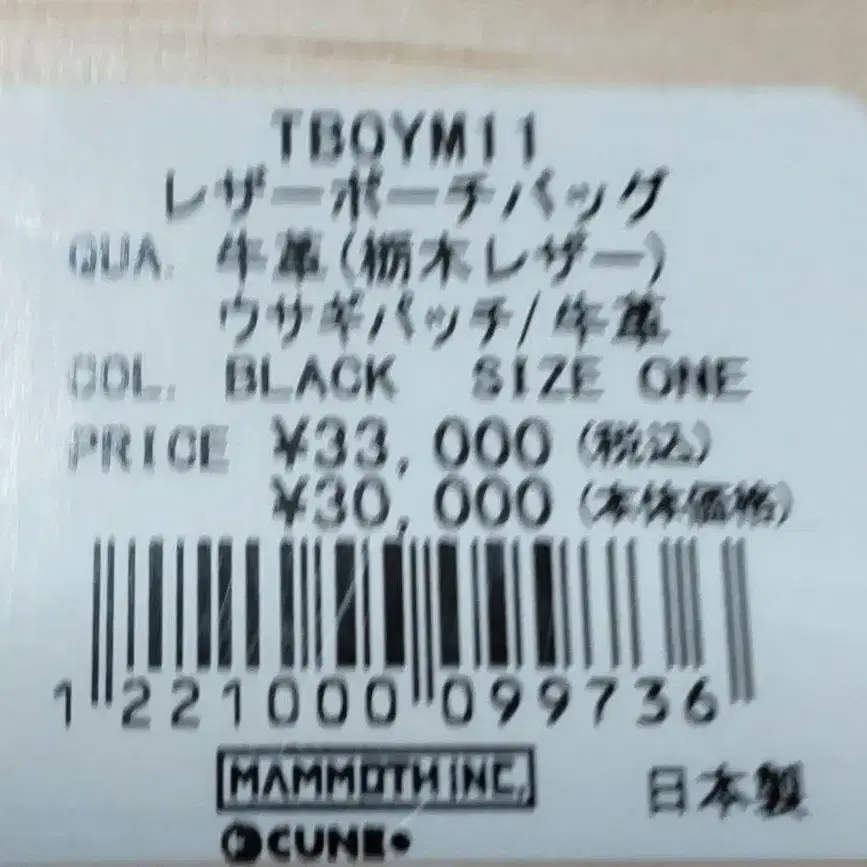 TBOYM11
レザーポーチバッグ
QUA. 牛革(栃木レザー)
ウサギパッチ/牛革
COL. BLACK SIZE ONE
PRICE ¥33,000(税込)
¥30,000(本体価格)
1 221000 099736
MAMMOTH INC.
CUNE 日本製